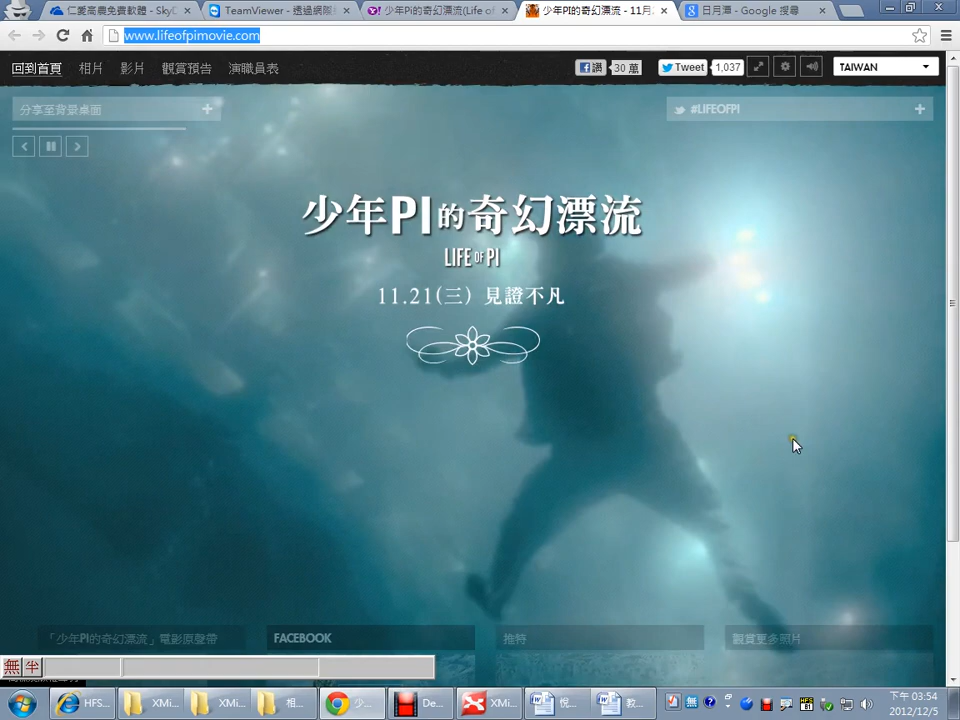 仁愛高農免費軟體 - SkyD
TeamViewer - 透過網際
少年Pi的奇幻漂流(Life o
少年PI的奇幻漂流 - 11月
日月潭 - Google 搜尋
www.lifeofpimovie.com
回到首頁 相片 影片 觀賞預告 演職員表
讚 30 萬 Tweet 1,037 TAIWAN
分享至背景桌面 +
#LIFEOFPI +
少年PI的奇幻漂流
LIFE OF PI
11.21(三) 見證不凡
「少年PI的奇幻漂流」電影原聲帶 FACEBOOK 推特 觀賞更多照片
無 半
HFS... XMi... XMi... 相... 少... De... XMi... 悅... 教...
無
下午 03:54
2012/12/5